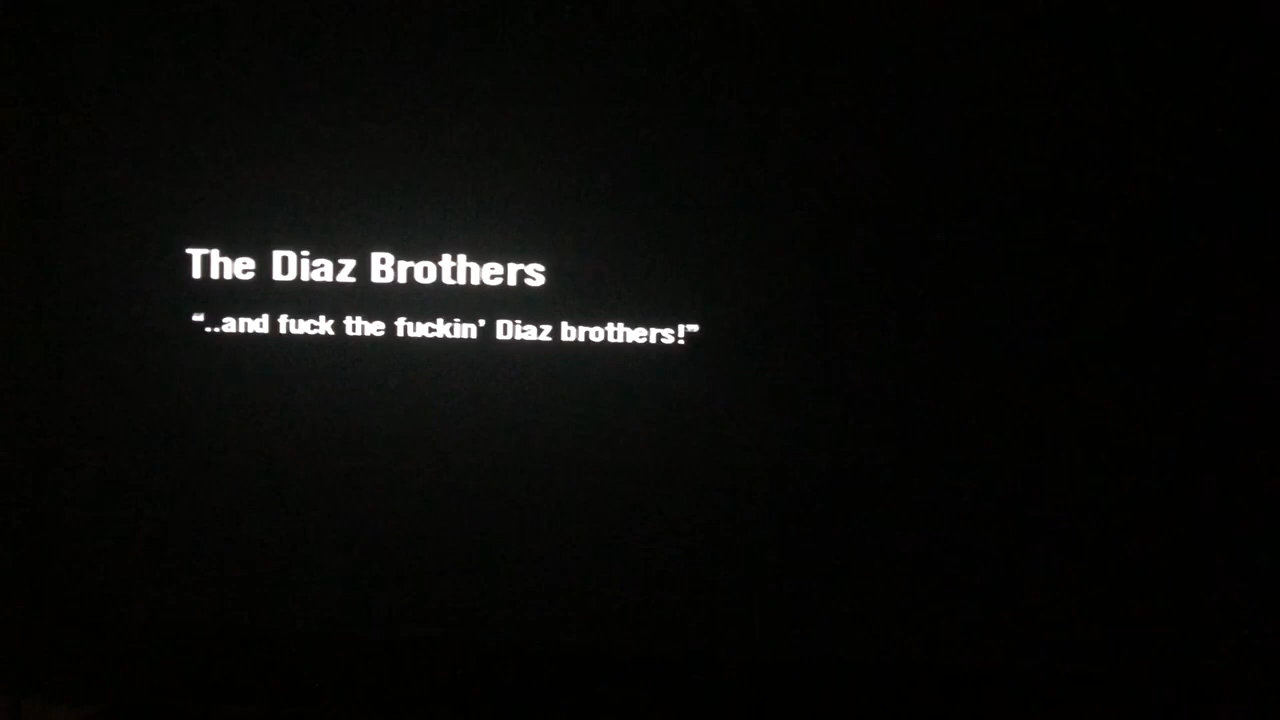 The Diaz Brothers
“..and fuck the fuckin’ Diaz brothers!”